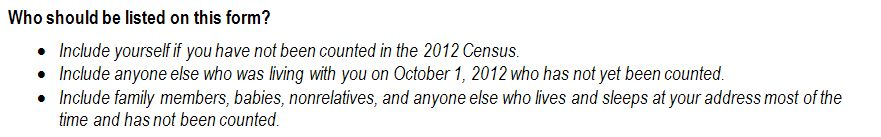 Who should be listed on this form?
• Include yourself if you have not been counted in the 2012 Census.
• Include anyone else who was living with you on October 1, 2012 who has not yet been counted.
• Include family members, babies, nonrelatives, and anyone else who lives and sleeps at your address most of the
time and has not been counted.